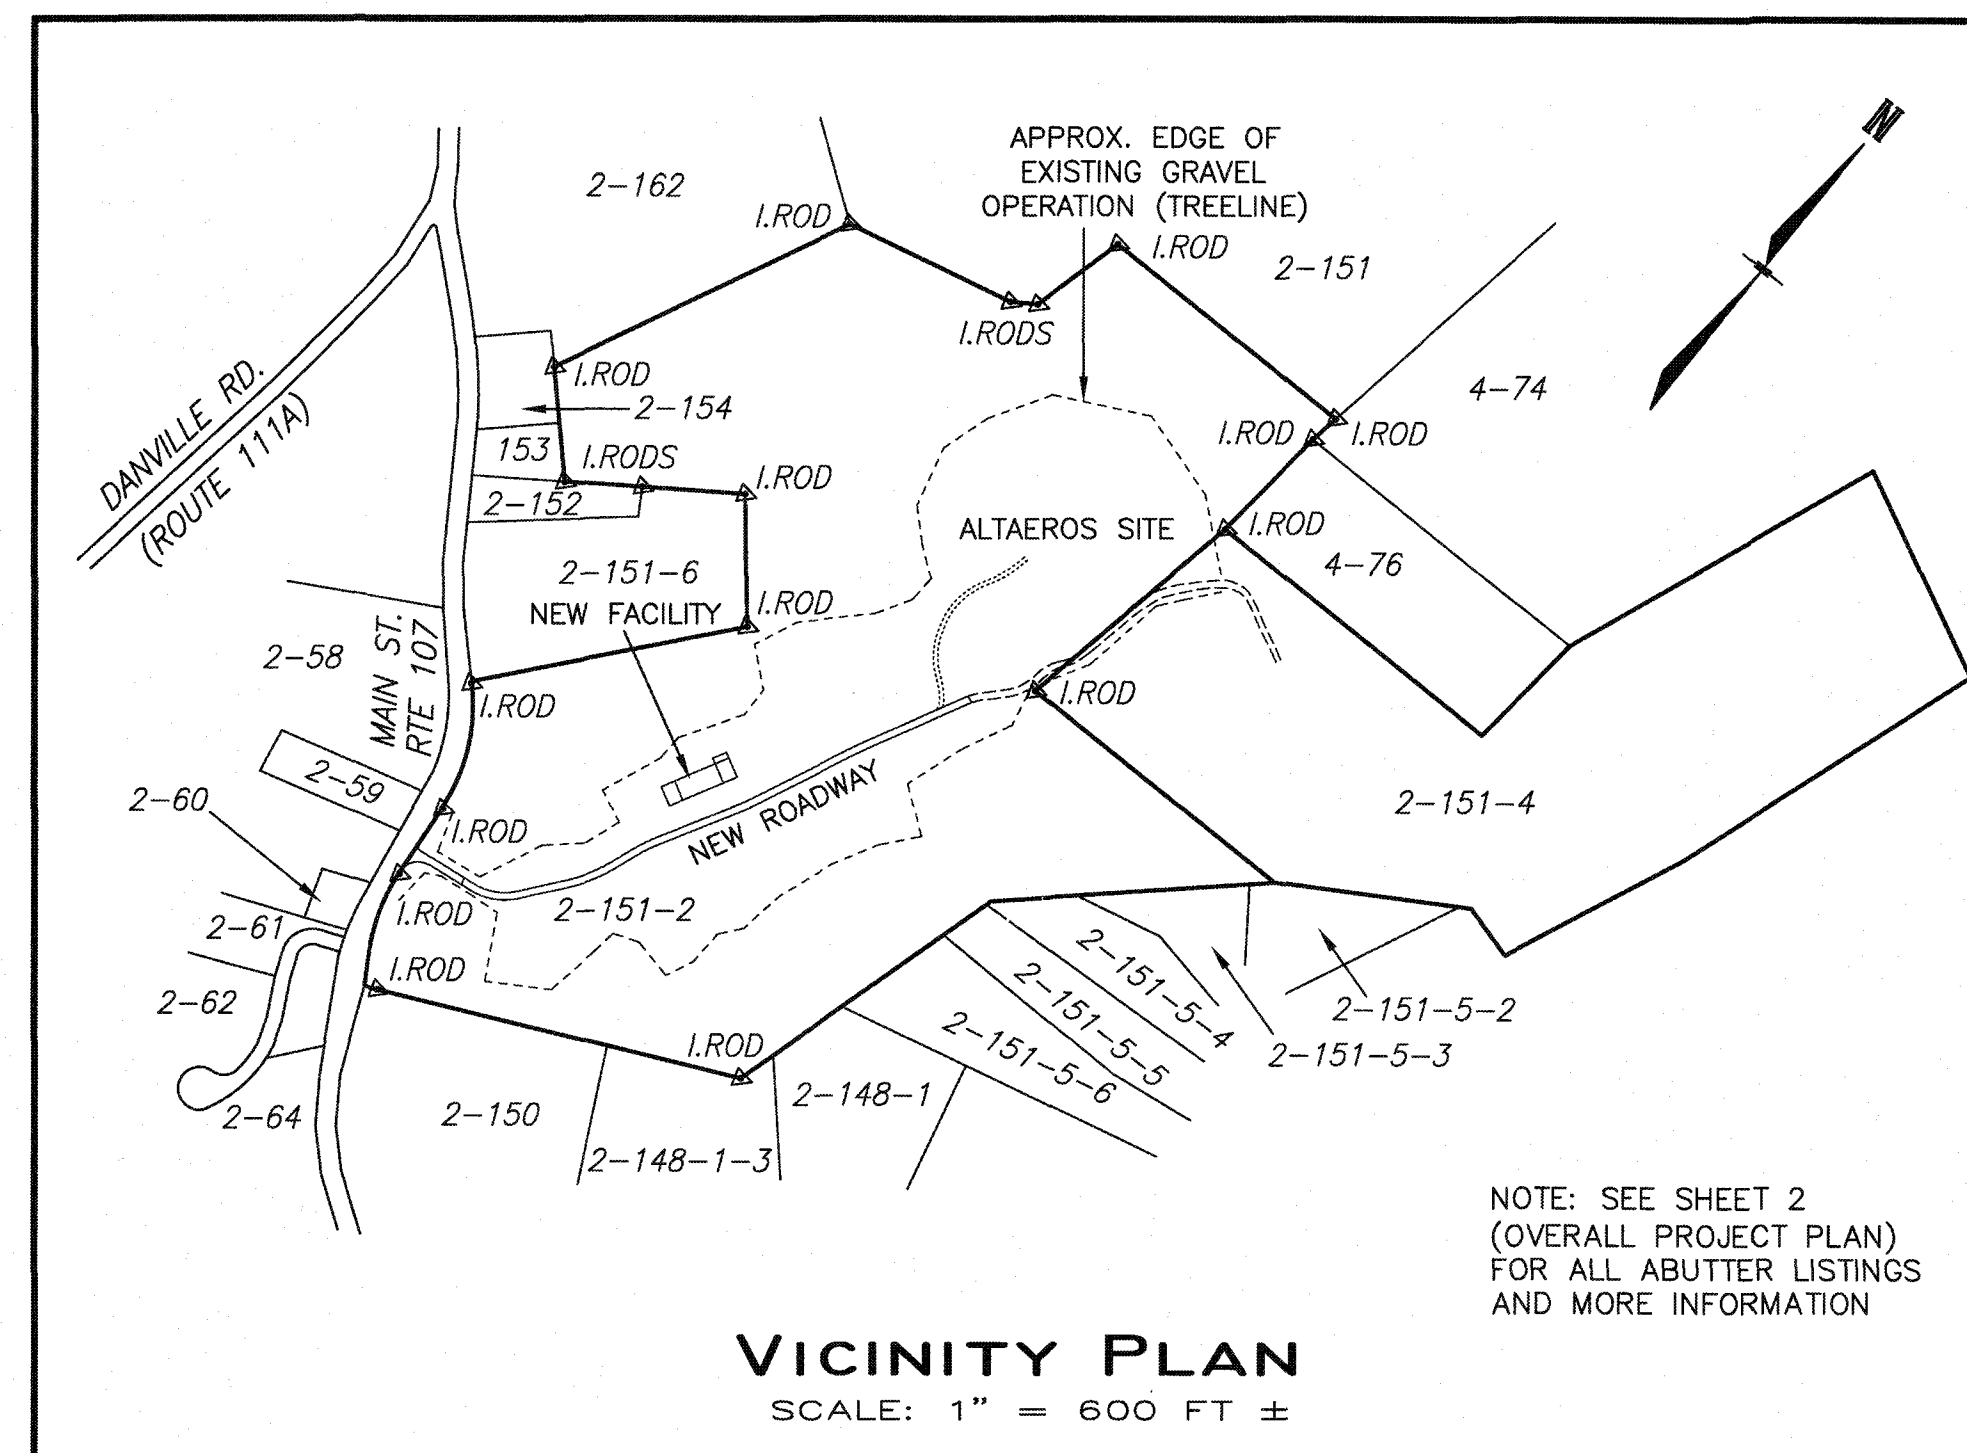 N
APPROX. EDGE OF
EXISTING GRAVEL
OPERATION (TREELINE)
2-162
I.ROD
I.ROD
2-151
I.RODS
DANVILLE RD.
(ROUTE 111A)
I.ROD
2-154
4-74
153
I.RODS
I.ROD
I.ROD
I.ROD
2-152
ALTAEROS SITE
I.ROD
2-151-6
4-76
NEW FACILITY
I.ROD
2-58
MAIN ST.
RTE 107
I.ROD
I.ROD
2-59
2-60
I.ROD
NEW ROADWAY
2-151-4
I.ROD
2-151-2
2-61
I.ROD
2-62
2-151-5-4
2-151-5-5
2-151-5-6
2-151-5-2
2-151-5-3
I.ROD
2-64
2-150
2-148-1
2-148-1-3
NOTE: SEE SHEET 2
(OVERALL PROJECT PLAN)
FOR ALL ABUTTER LISTINGS
AND MORE INFORMATION
VICINITY PLAN
SCALE: 1" = 600 FT ±